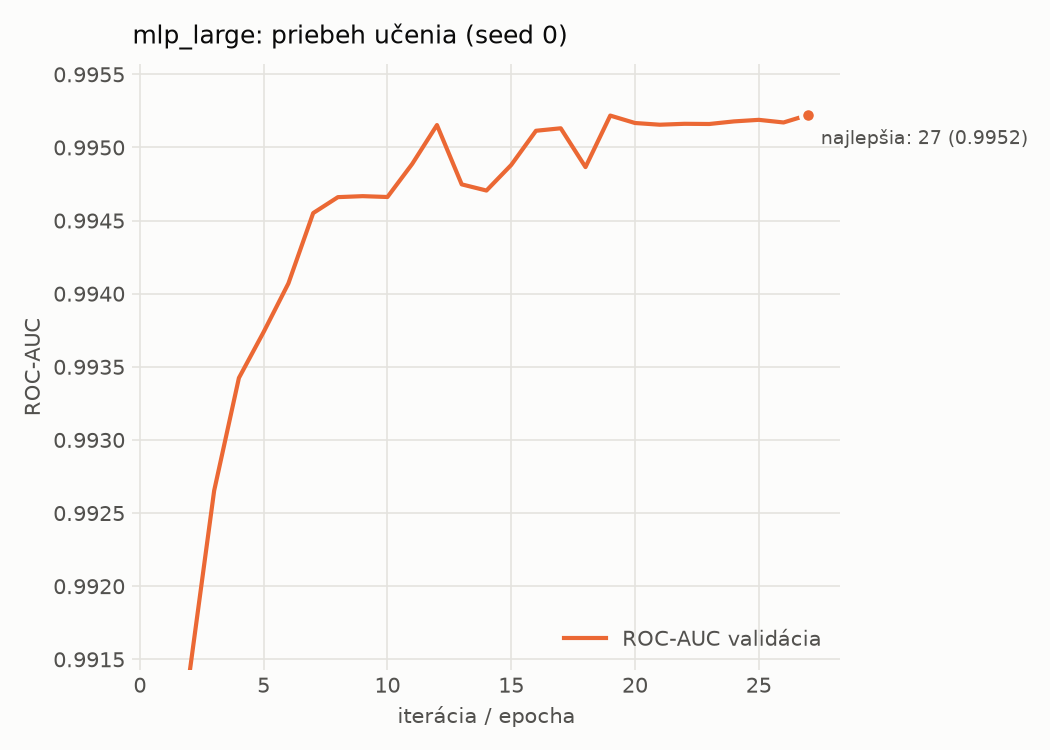 mlp_large: priebeh učenia (seed 0)
0.9955
0.9950
0.9945
0.9940
0.9935
0.9930
0.9925
0.9920
0.9915
ROC-AUC
najlepšia: 27 (0.9952)
ROC-AUC validácia
0 5 10 15 20 25
iterácia / epocha